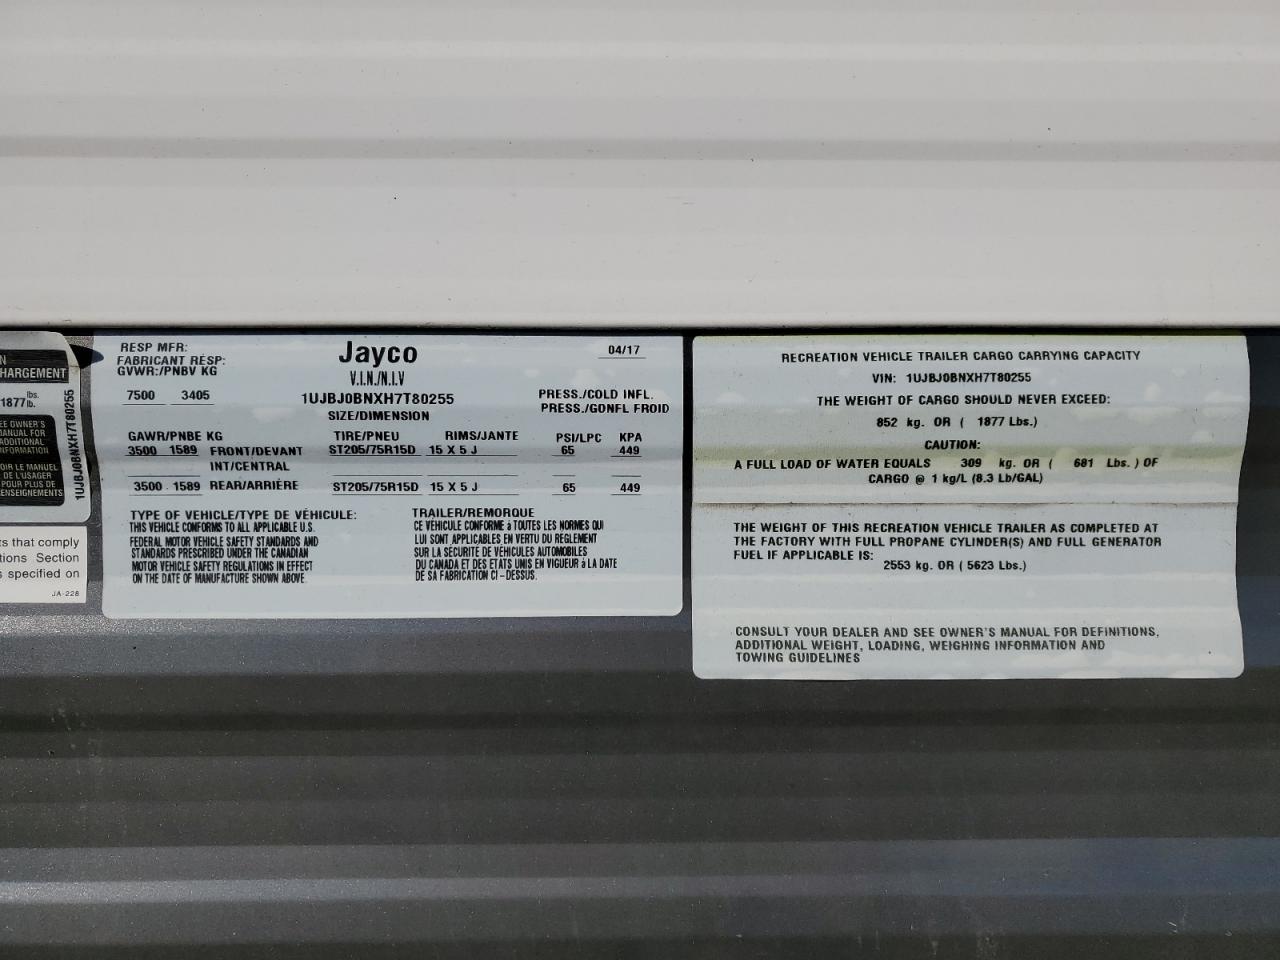 N
HARGEMENT
1877 lbs. lb.
EE OWNER'S
MANUAL FOR
ADDITIONAL
INFORMATION
OIR LE MANUEL
DE L'USAGER
POUR PLUS DE
ENSEIGNEMENTS
1UJBJ0BNXH7T80255
ts that comply
tions Section
s specified on
JA-228
RESP MFR:
FABRICANT RÉSP:
GVWR:/PNBV KG
7500 3405
Jayco
V.I.N./N.I.V
1UJBJ0BNXH7T80255
SIZE/DIMENSION
04/17
PRESS./COLD INFL.
PRESS./GONFL FROID
GAWR/PNBE KG TIRE/PNEU RIMS/JANTE PSI/LPC KPA
3500 1589 FRONT/DEVANT ST205/75R15D 15 X 5 J 65 449
INT/CENTRAL
3500 1589 REAR/ARRIÈRE ST205/75R15D 15 X 5 J 65 449
TYPE OF VEHICLE/TYPE DE VÉHICULE: TRAILER/REMORQUE
THIS VEHICLE CONFORMS TO ALL APPLICABLE U.S.
FEDERAL MOTOR VEHICLE SAFETY STANDARDS AND
STANDARDS PRESCRIBED UNDER THE CANADIAN
MOTOR VEHICLE SAFETY REGULATIONS IN EFFECT
ON THE DATE OF MANUFACTURE SHOWN ABOVE.
CE VÉHICULE CONFORME à TOUTES LES NORMES QUI
LUI SONT APPLICABLES EN VERTU DU RÈGLEMENT
SUR LA SÉCURITÉ DE VÉHICULES AUTOMOBILES
DU CANADA ET DES ETATS UNIS EN VIGUEUR à LA DATE
DE SA FABRICATION CI-DESSUS.
RECREATION VEHICLE TRAILER CARGO CARRYING CAPACITY
VIN: 1UJBJ0BNXH7T80255
THE WEIGHT OF CARGO SHOULD NEVER EXCEED:
852 kg. OR ( 1877 Lbs.)
CAUTION:
A FULL LOAD OF WATER EQUALS 309 kg. OR ( 681 Lbs. ) OF
CARGO @ 1 kg/L (8.3 Lb/GAL)
THE WEIGHT OF THIS RECREATION VEHICLE TRAILER AS COMPLETED AT
THE FACTORY WITH FULL PROPANE CYLINDER(S) AND FULL GENERATOR
FUEL IF APPLICABLE IS:
2553 kg. OR ( 5623 Lbs.)
CONSULT YOUR DEALER AND SEE OWNER'S MANUAL FOR DEFINITIONS,
ADDITIONAL WEIGHT, LOADING, WEIGHING INFORMATION AND
TOWING GUIDELINES